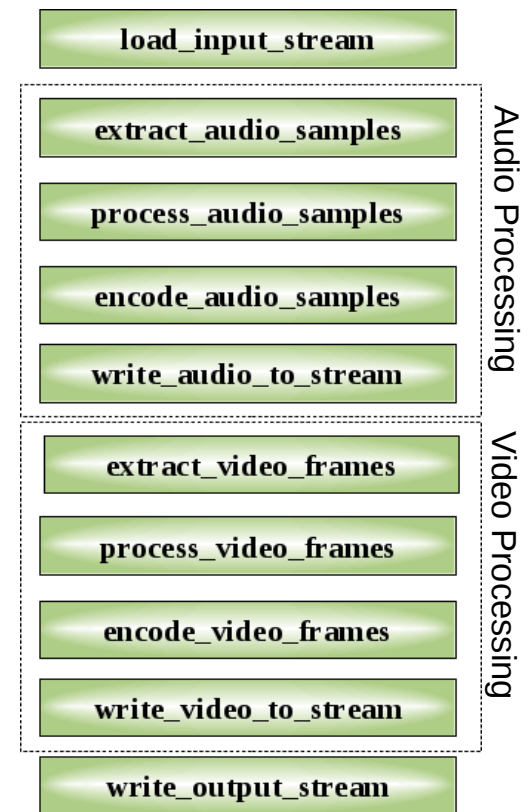 load_input_stream
extract_audio_samples
process_audio_samples
encode_audio_samples
write_audio_to_stream
Audio Processing
extract_video_frames
process_video_frames
encode_video_frames
write_video_to_stream
Video Processing
write_output_stream